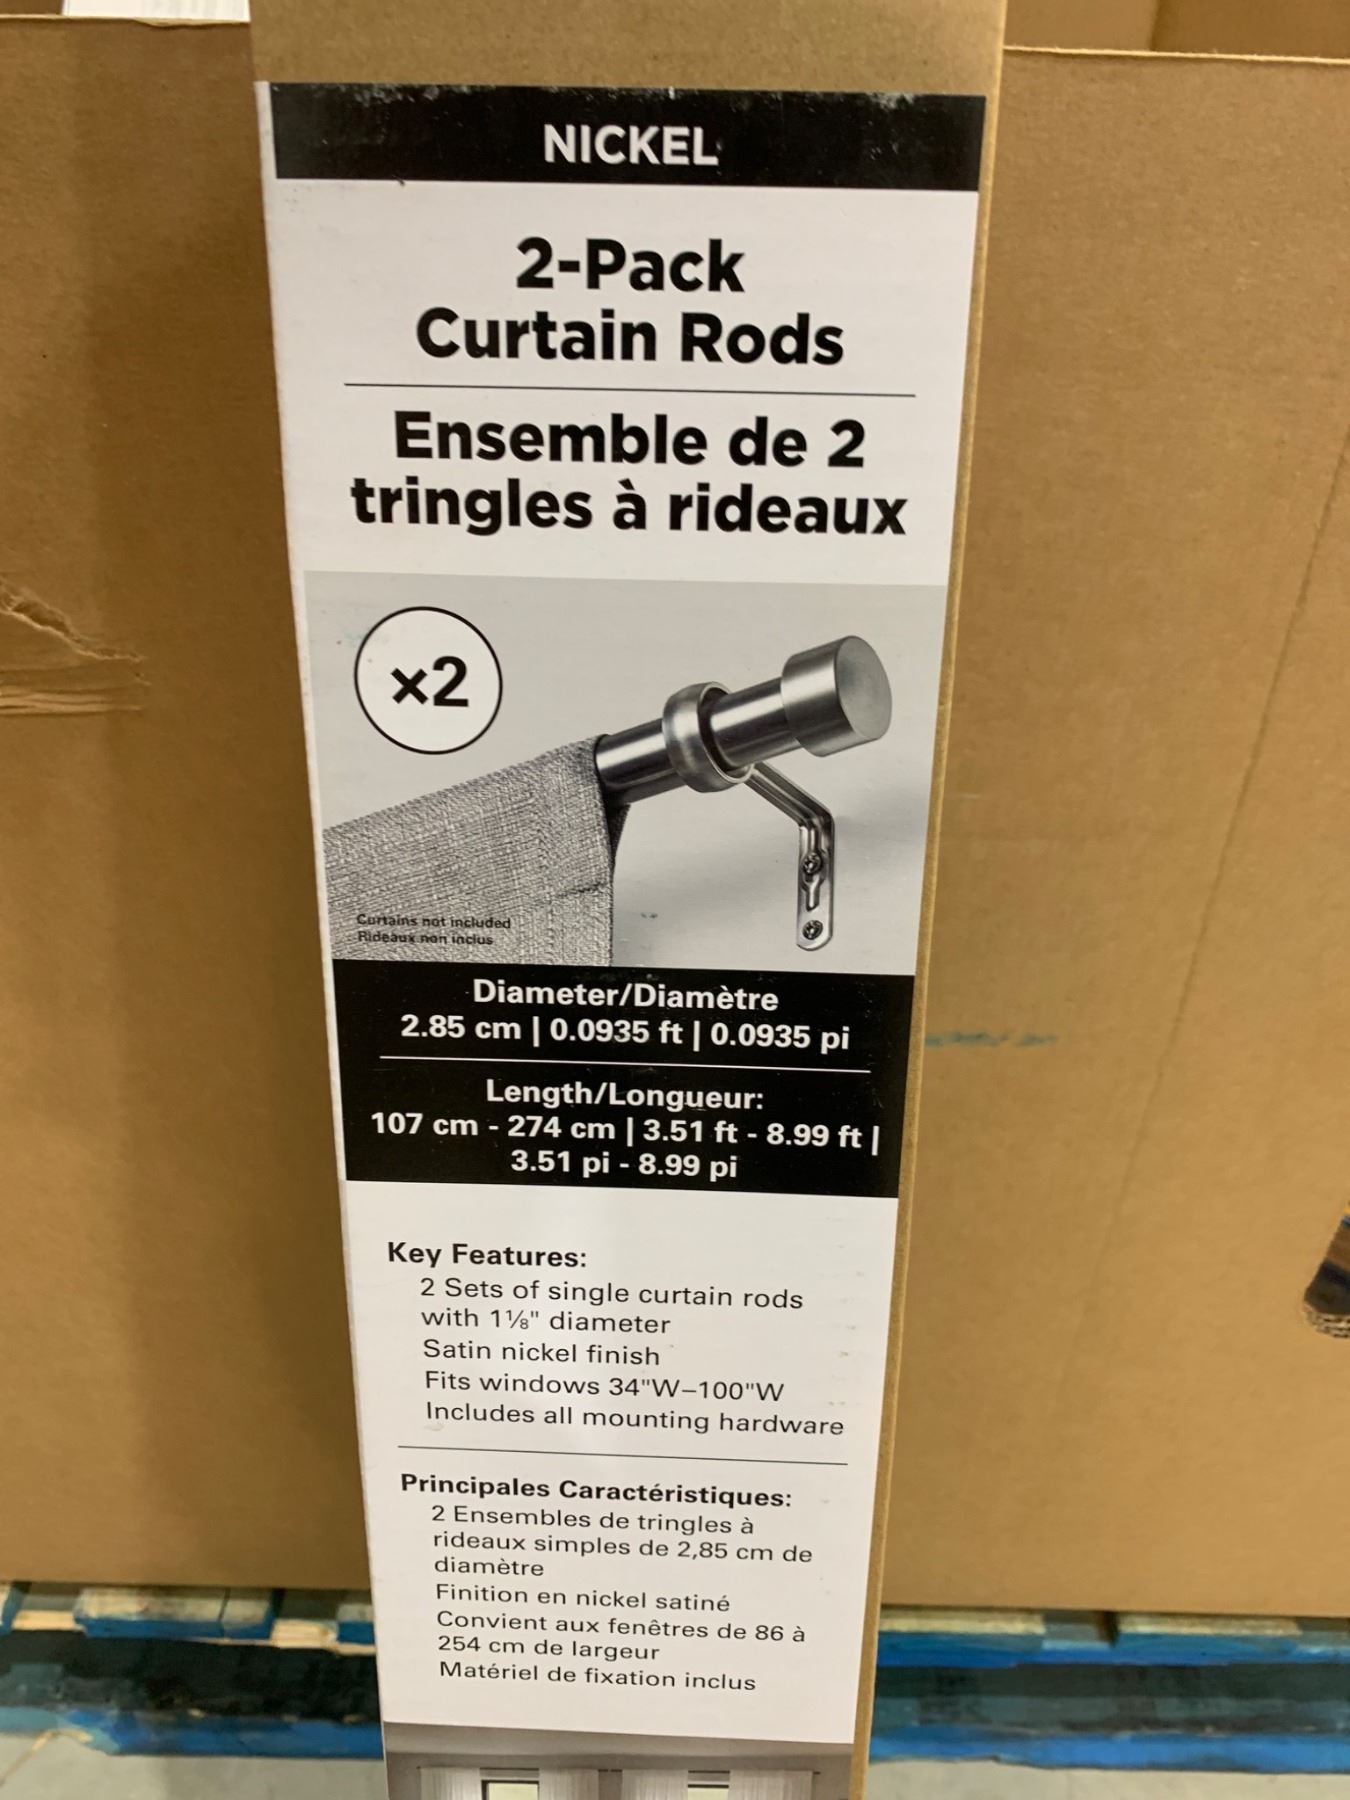 NICKEL
2-Pack
Curtain Rods
Ensemble de 2
tringles à rideaux
×2
Curtains not included
Rideaux non inclus
Diameter/Diamètre
2.85 cm | 0.0935 ft | 0.0935 pi
Length/Longueur:
107 cm - 274 cm | 3.51 ft - 8.99 ft |
3.51 pi - 8.99 pi
Key Features:
2 Sets of single curtain rods
with 1⅛" diameter
Satin nickel finish
Fits windows 34"W–100"W
Includes all mounting hardware
Principales Caractéristiques:
2 Ensembles de tringles à
rideaux simples de 2,85 cm de
diamètre
Finition en nickel satiné
Convient aux fenêtres de 86 à
254 cm de largeur
Matériel de fixation inclus